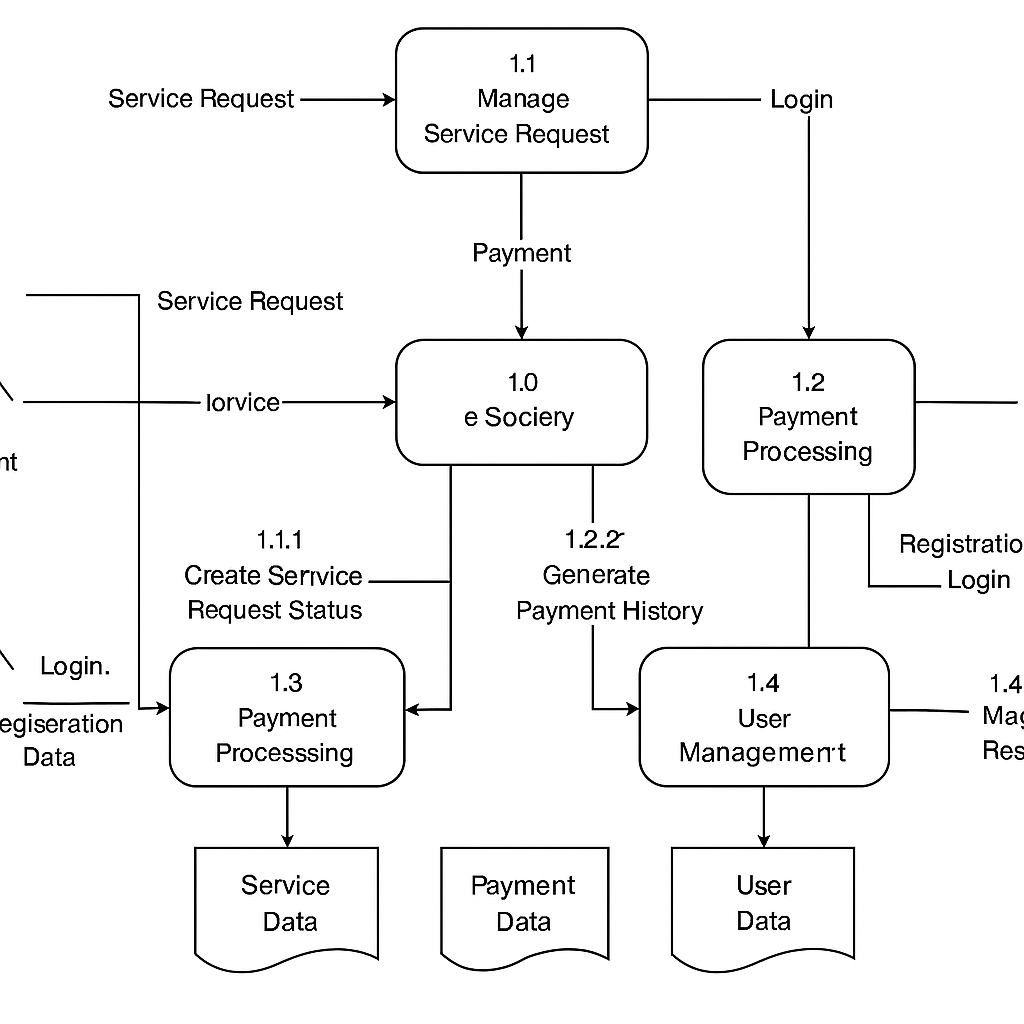 1.1
Manage
Service Request
Service Request
Login
Payment
Service Request
1.0
e Sociery
Iorvice
1.2
Payment
Processing
nt
1.1.1
Create Serrvice
Request Status
1.2.2
Generate
Payment History
Registratio
Login
Login.
egiseration
Data
1.3
Payment
Processsing
1.4
User
Managemenrt
1.4
Mag
Res
Service
Data
Payment
Data
User
Data